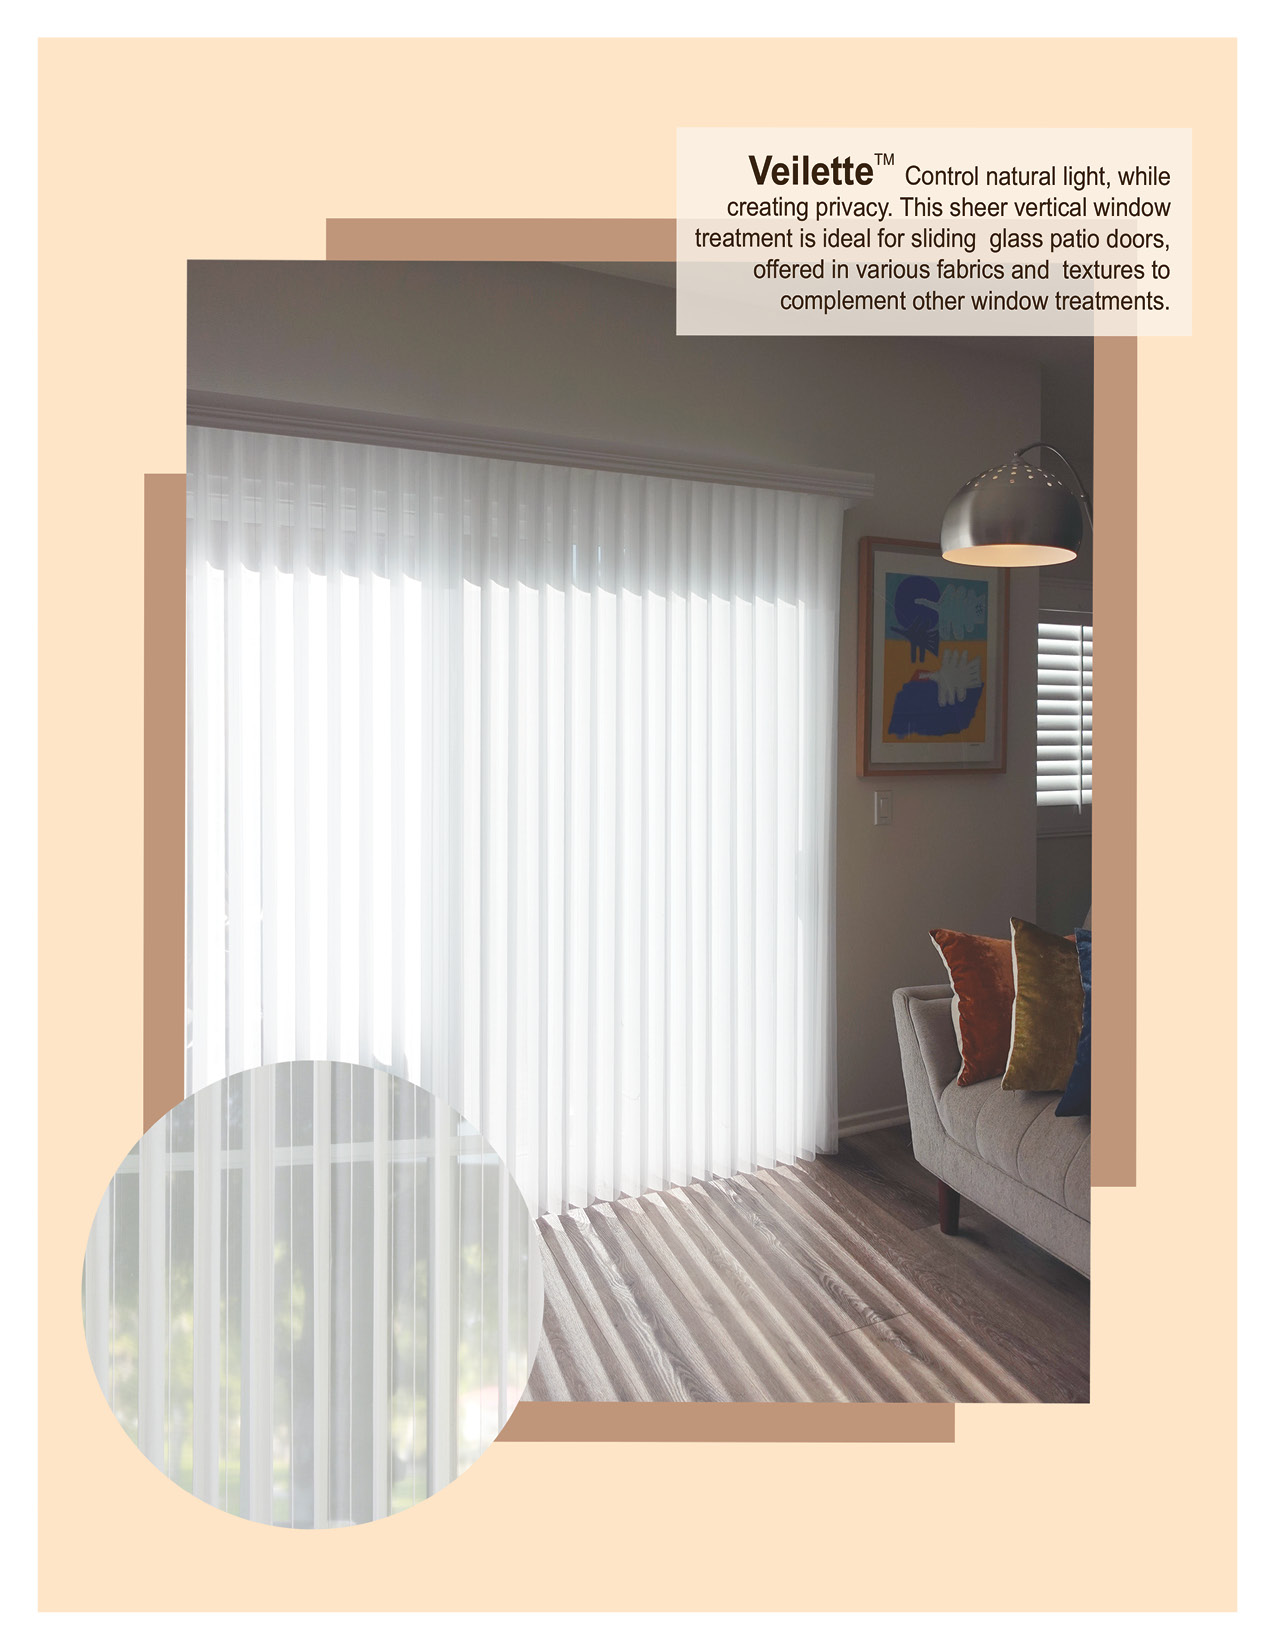 Veilette™ Control natural light, while
creating privacy. This sheer vertical window
treatment is ideal for sliding  glass patio doors,
offered in various fabrics and  textures to
complement other window treatments.